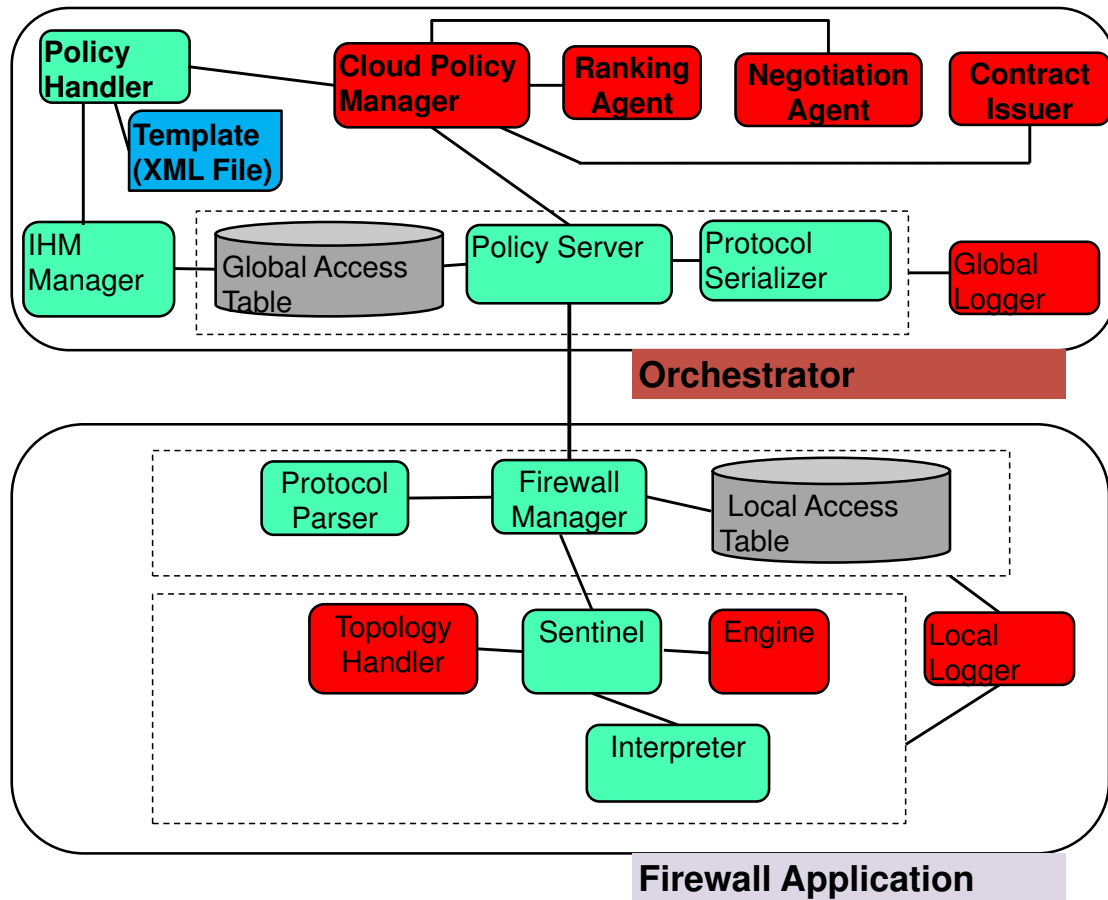 Policy
Handler
Cloud Policy
Manager
Ranking
Agent
Negotiation
Agent
Contract
Issuer
Template
(XML File)
IHM
Manager
Global Access
Table
Policy Server
Protocol
Serializer
Global
Logger
Orchestrator
Protocol
Parser
Firewall
Manager
Local Access
Table
Topology
Handler
Sentinel
Engine
Local
Logger
Interpreter
Firewall Application